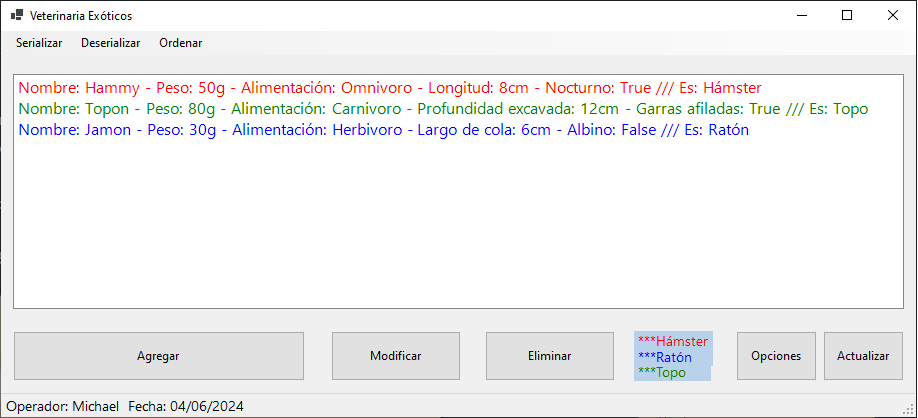 Veterinaria Exóticos
Serializar Deserializar Ordenar
Nombre: Hammy - Peso: 50g - Alimentación: Omnivoro - Longitud: 8cm - Nocturno: True /// Es: Hámster
Nombre: Topon - Peso: 80g - Alimentación: Carnivoro - Profundidad excavada: 12cm - Garras afiladas: True /// Es: Topo
Nombre: Jamon - Peso: 30g - Alimentación: Herbivoro - Largo de cola: 6cm - Albino: False /// Es: Ratón
Agregar Modificar Eliminar
***Hámster
***Ratón
***Topo
Opciones Actualizar
Operador: Michael Fecha: 04/06/2024